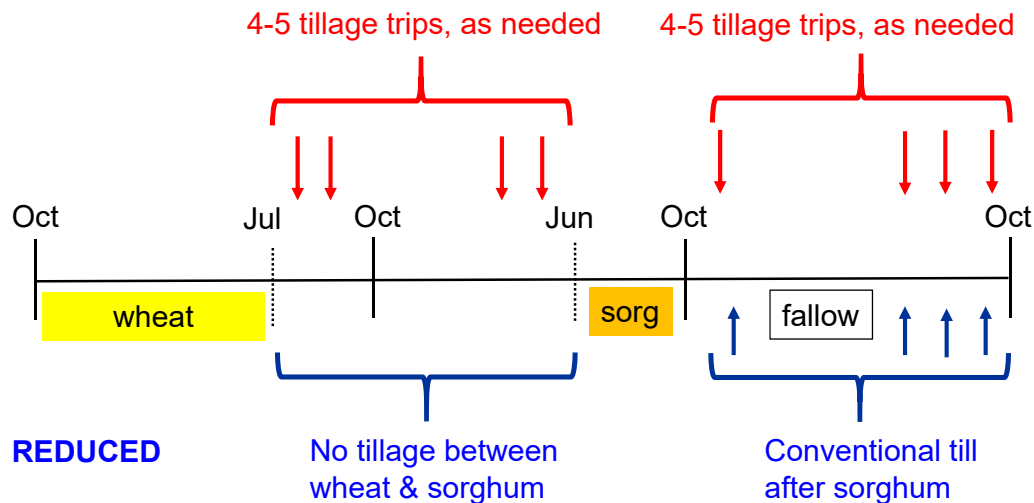 4-5 tillage trips, as needed
4-5 tillage trips, as needed
Oct
Jul
Oct
Jun
Oct
Oct
wheat
sorg
fallow
REDUCED
No tillage between
wheat & sorghum
Conventional till
after sorghum